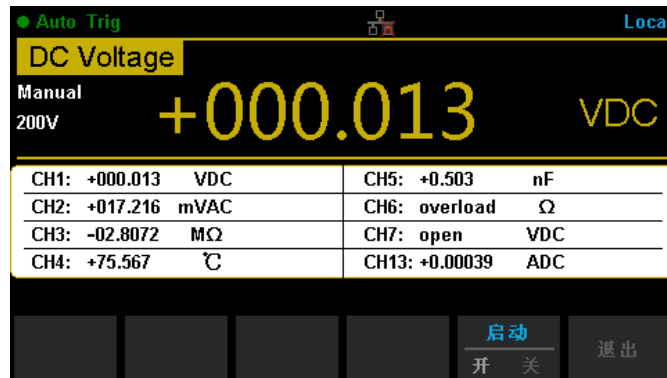 Auto Trig Loca
DC Voltage
Manual
200V
+000.013 VDC
CH1: +000.013 VDC
CH2: +017.216 mVAC
CH3: -02.8072 MΩ
CH4: +75.567 ℃
CH5: +0.503 nF
CH6: overload Ω
CH7: open VDC
CH13: +0.00039 ADC
启动
开 关
退出